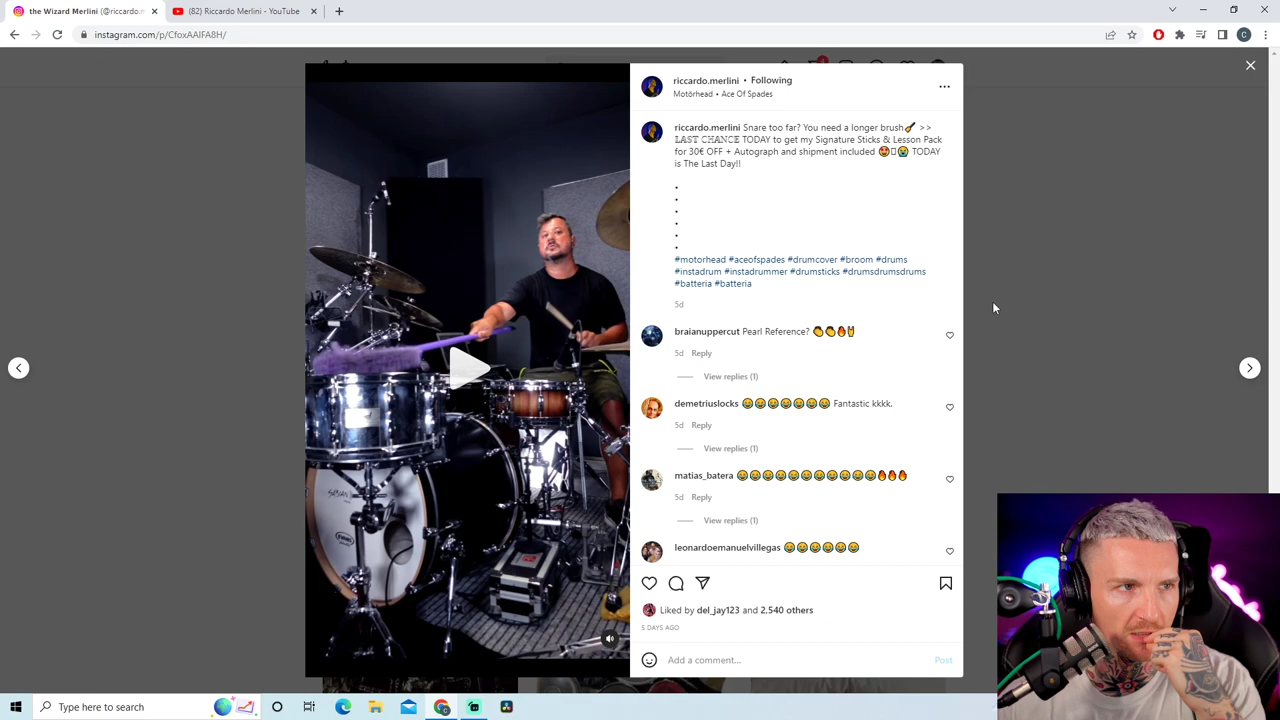 the Wizard Merlini (@riccardo.m
(82) Riccardo Merlini - YouTube
instagram.com/p/CfoxAAlFA8H/
C
riccardo.merlini • Following
Motörhead • Ace Of Spades
riccardo.merlini Snare too far? You need a longer brush🖌 >>
𝕃𝔸𝕊𝕋 ℂℍ𝔸ℕℂ𝔼 TODAY to get my Signature Sticks & Lesson Pack
for 30€ OFF + Autograph and shipment included 🤩▯😭 TODAY
is The Last Day!!
•
•
•
•
•
•
#motorhead #aceofspades #drumcover #broom #drums
#instadrum #instadrummer #drumsticks #drumsdrumsdrums
#batteria #batteria
5d
braianuppercut Pearl Reference? 👏👏🔥🤘
5d Reply
View replies (1)
demetriuslocks 😂😂😂😂😂😂😂 Fantastic kkkk.
5d Reply
View replies (1)
matias_batera 😂😂😂😂😂😂😂😂😂😂😂🔥🔥🔥
5d Reply
View replies (1)
leonardoemanuelvillegas 😂😂😂😂😂😂
Liked by del_jay123 and 2,540 others
5 DAYS AGO
Add a comment...
Post
Type here to search